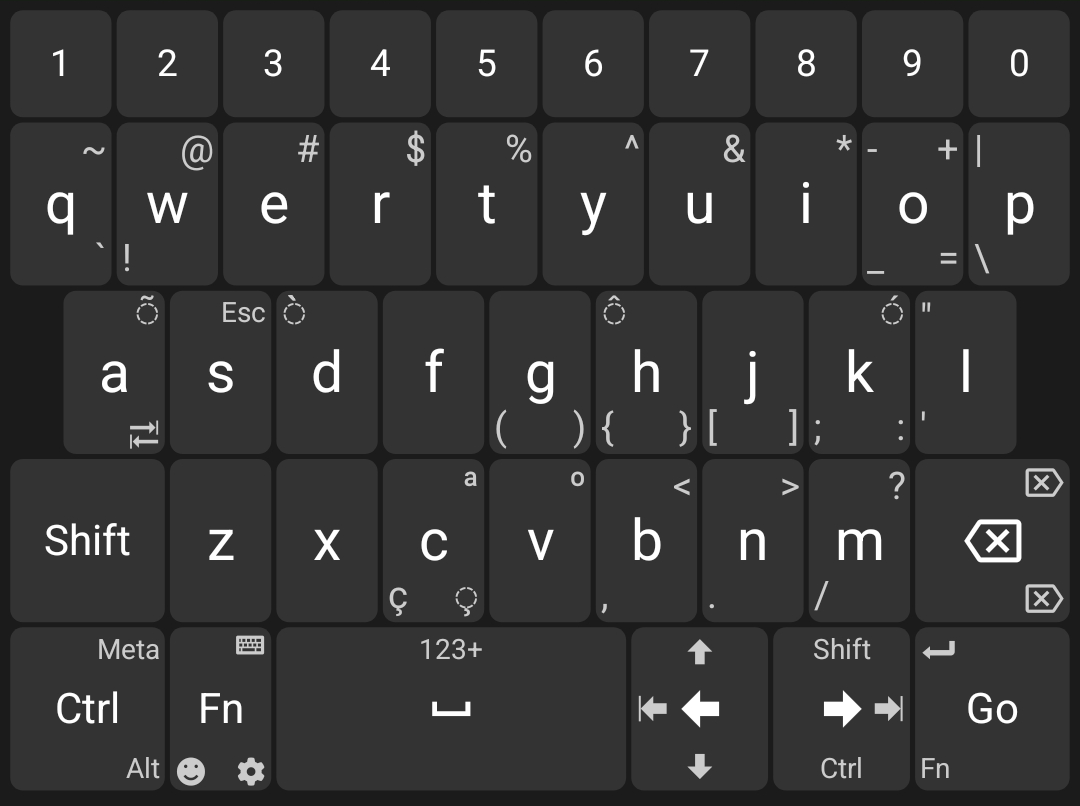 1 2 3 4 5 6 7 8 9 0
~ @ # $ % ^ & * - + |
q w e r t y u i o p
` ! _ = \
◌̃ Esc ◌̀ ◌̂ ◌́ "
a s d f g h j k l
( ) { } [ ] ; : '
ª º < > ?
Shift z x c v b n m
ç ◌̧ , . /
Meta 123+ Shift
Ctrl Fn Go
Alt Ctrl Fn